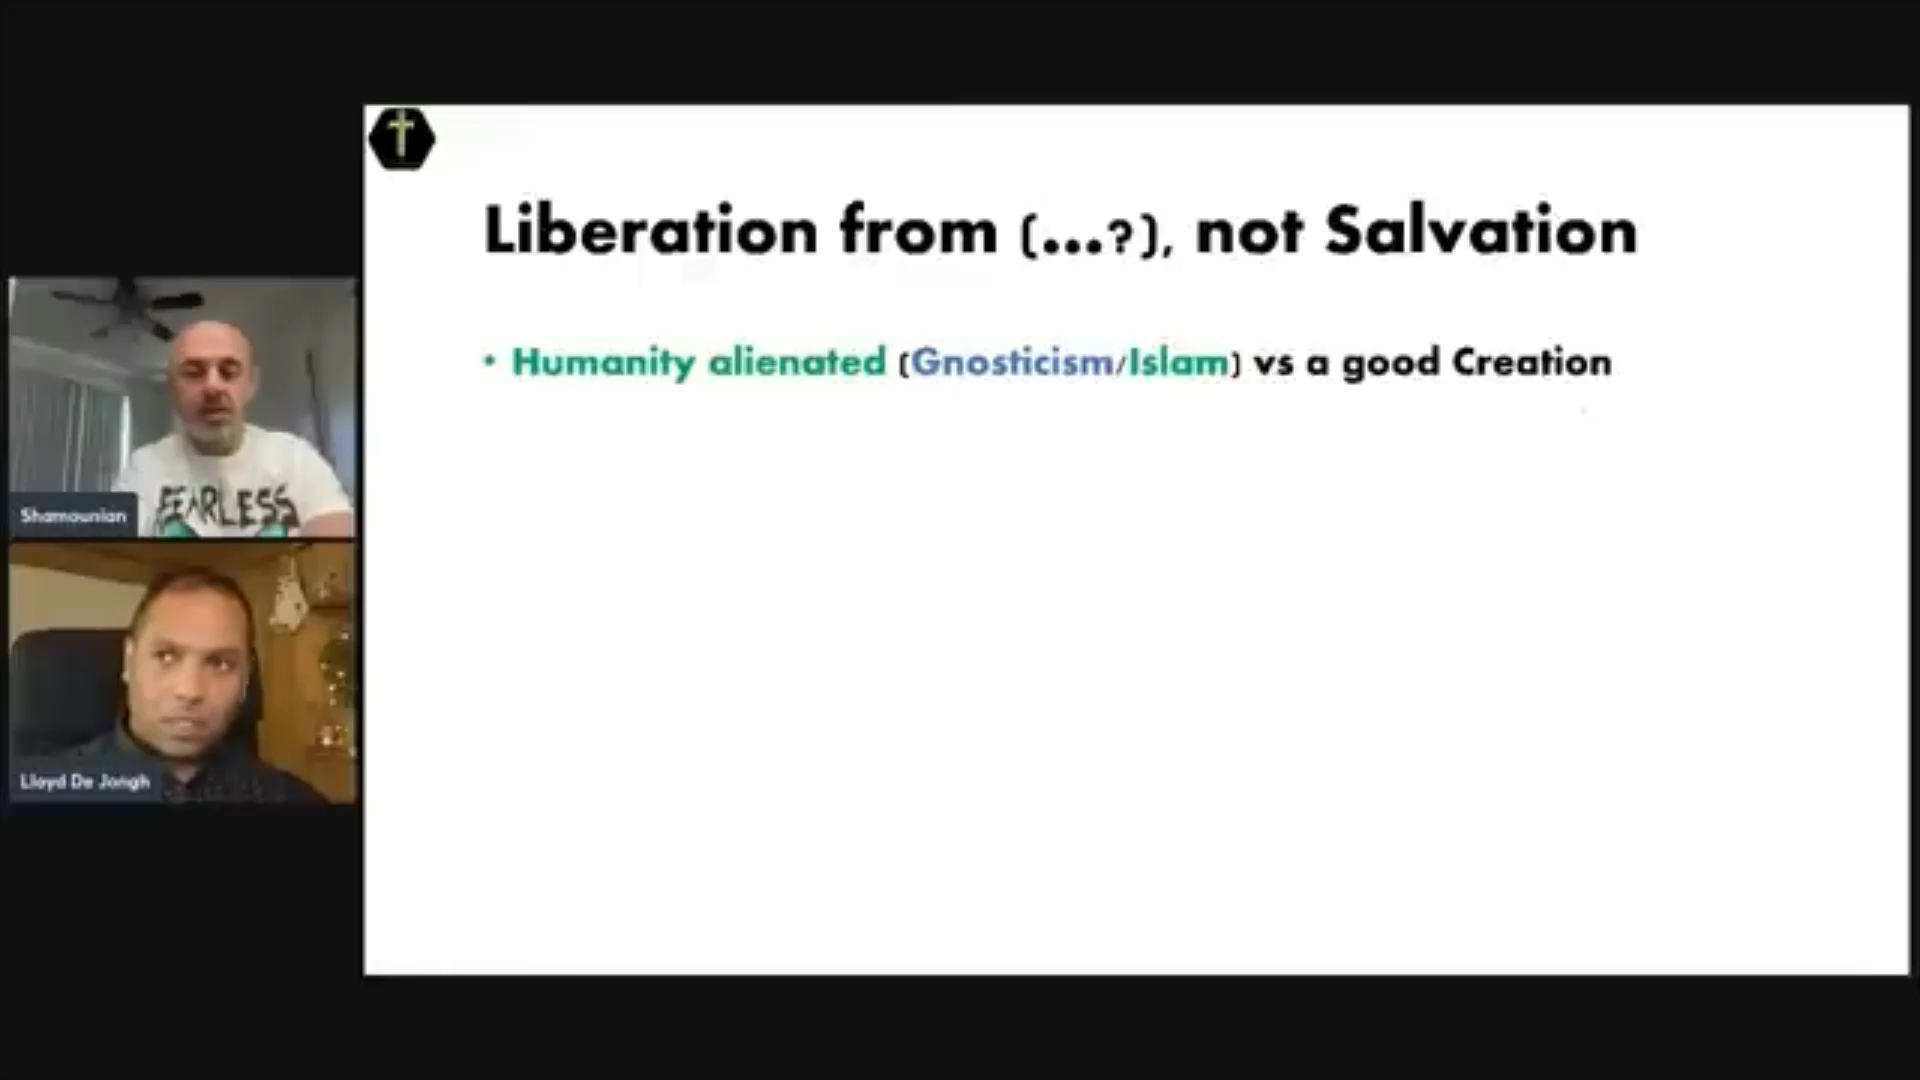 Liberation from (...?), not Salvation
• Humanity alienated (Gnosticism/Islam) vs a good Creation
FEARLESS
Shamounian
Lloyd De Jongh